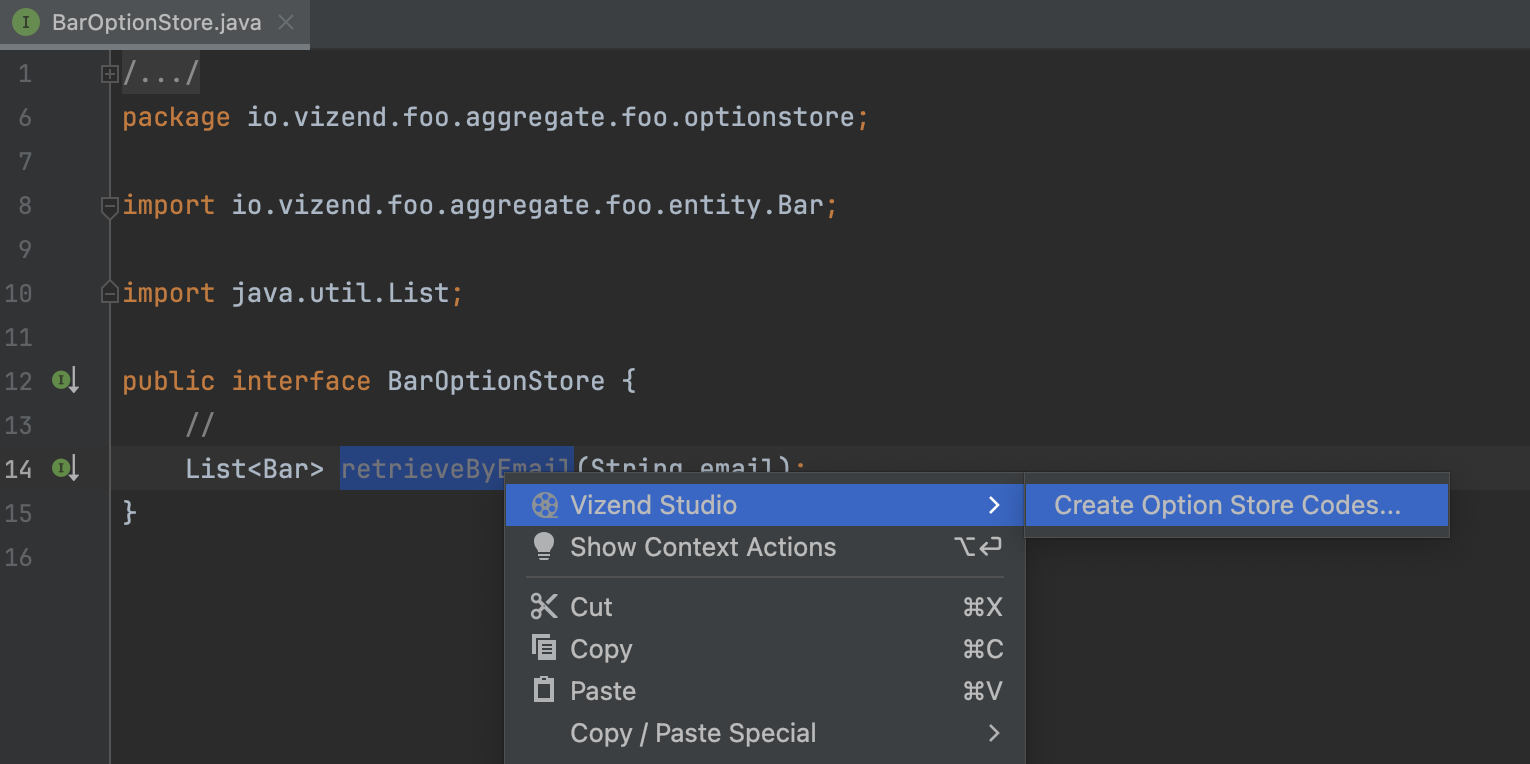 I BarOptionStore.java
1 /.../
6 package io.vizend.foo.aggregate.foo.optionstore;
7
8 import io.vizend.foo.aggregate.foo.entity.Bar;
9
10 import java.util.List;
11
12 I public interface BarOptionStore {
13 //
14 I List<Bar> retrieveByEmail(String email);
Vizend Studio Create Option Store Codes...
15 }
Show Context Actions ⌥↩
16
Cut ⌘X
Copy ⌘C
Paste ⌘V
Copy / Paste Special